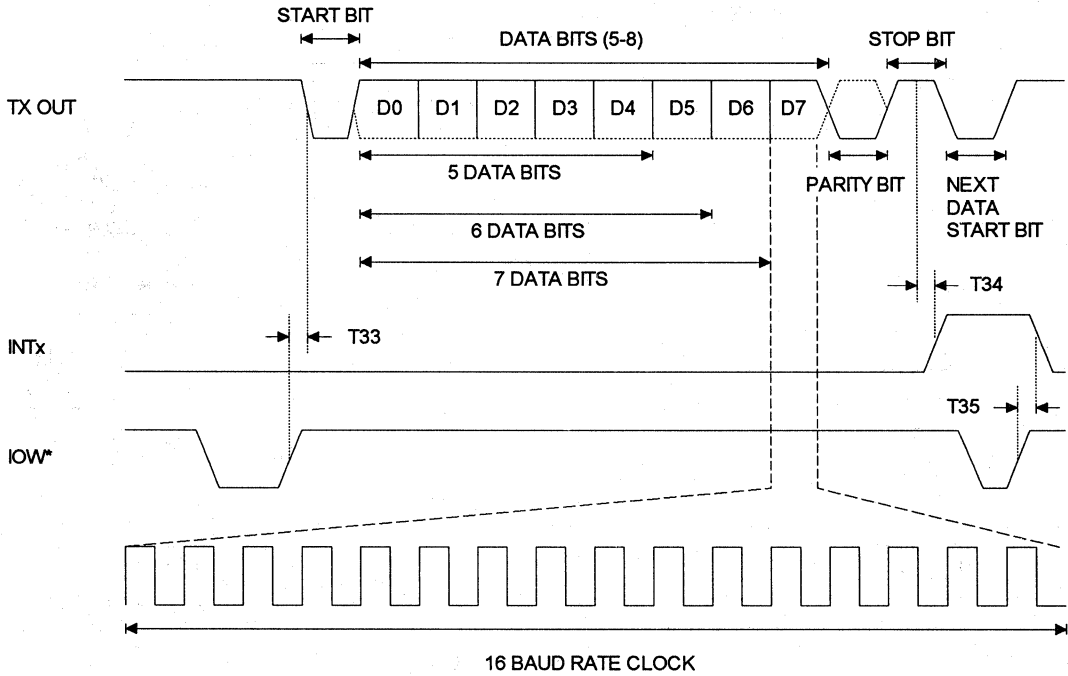 START BIT
DATA BITS (5-8)
STOP BIT
TX OUT
D0 D1 D2 D3 D4 D5 D6 D7
5 DATA BITS
PARITY BIT
NEXT
DATA
START BIT
6 DATA BITS
7 DATA BITS
T34
T33
INTx
T35
IOW*
16 BAUD RATE CLOCK